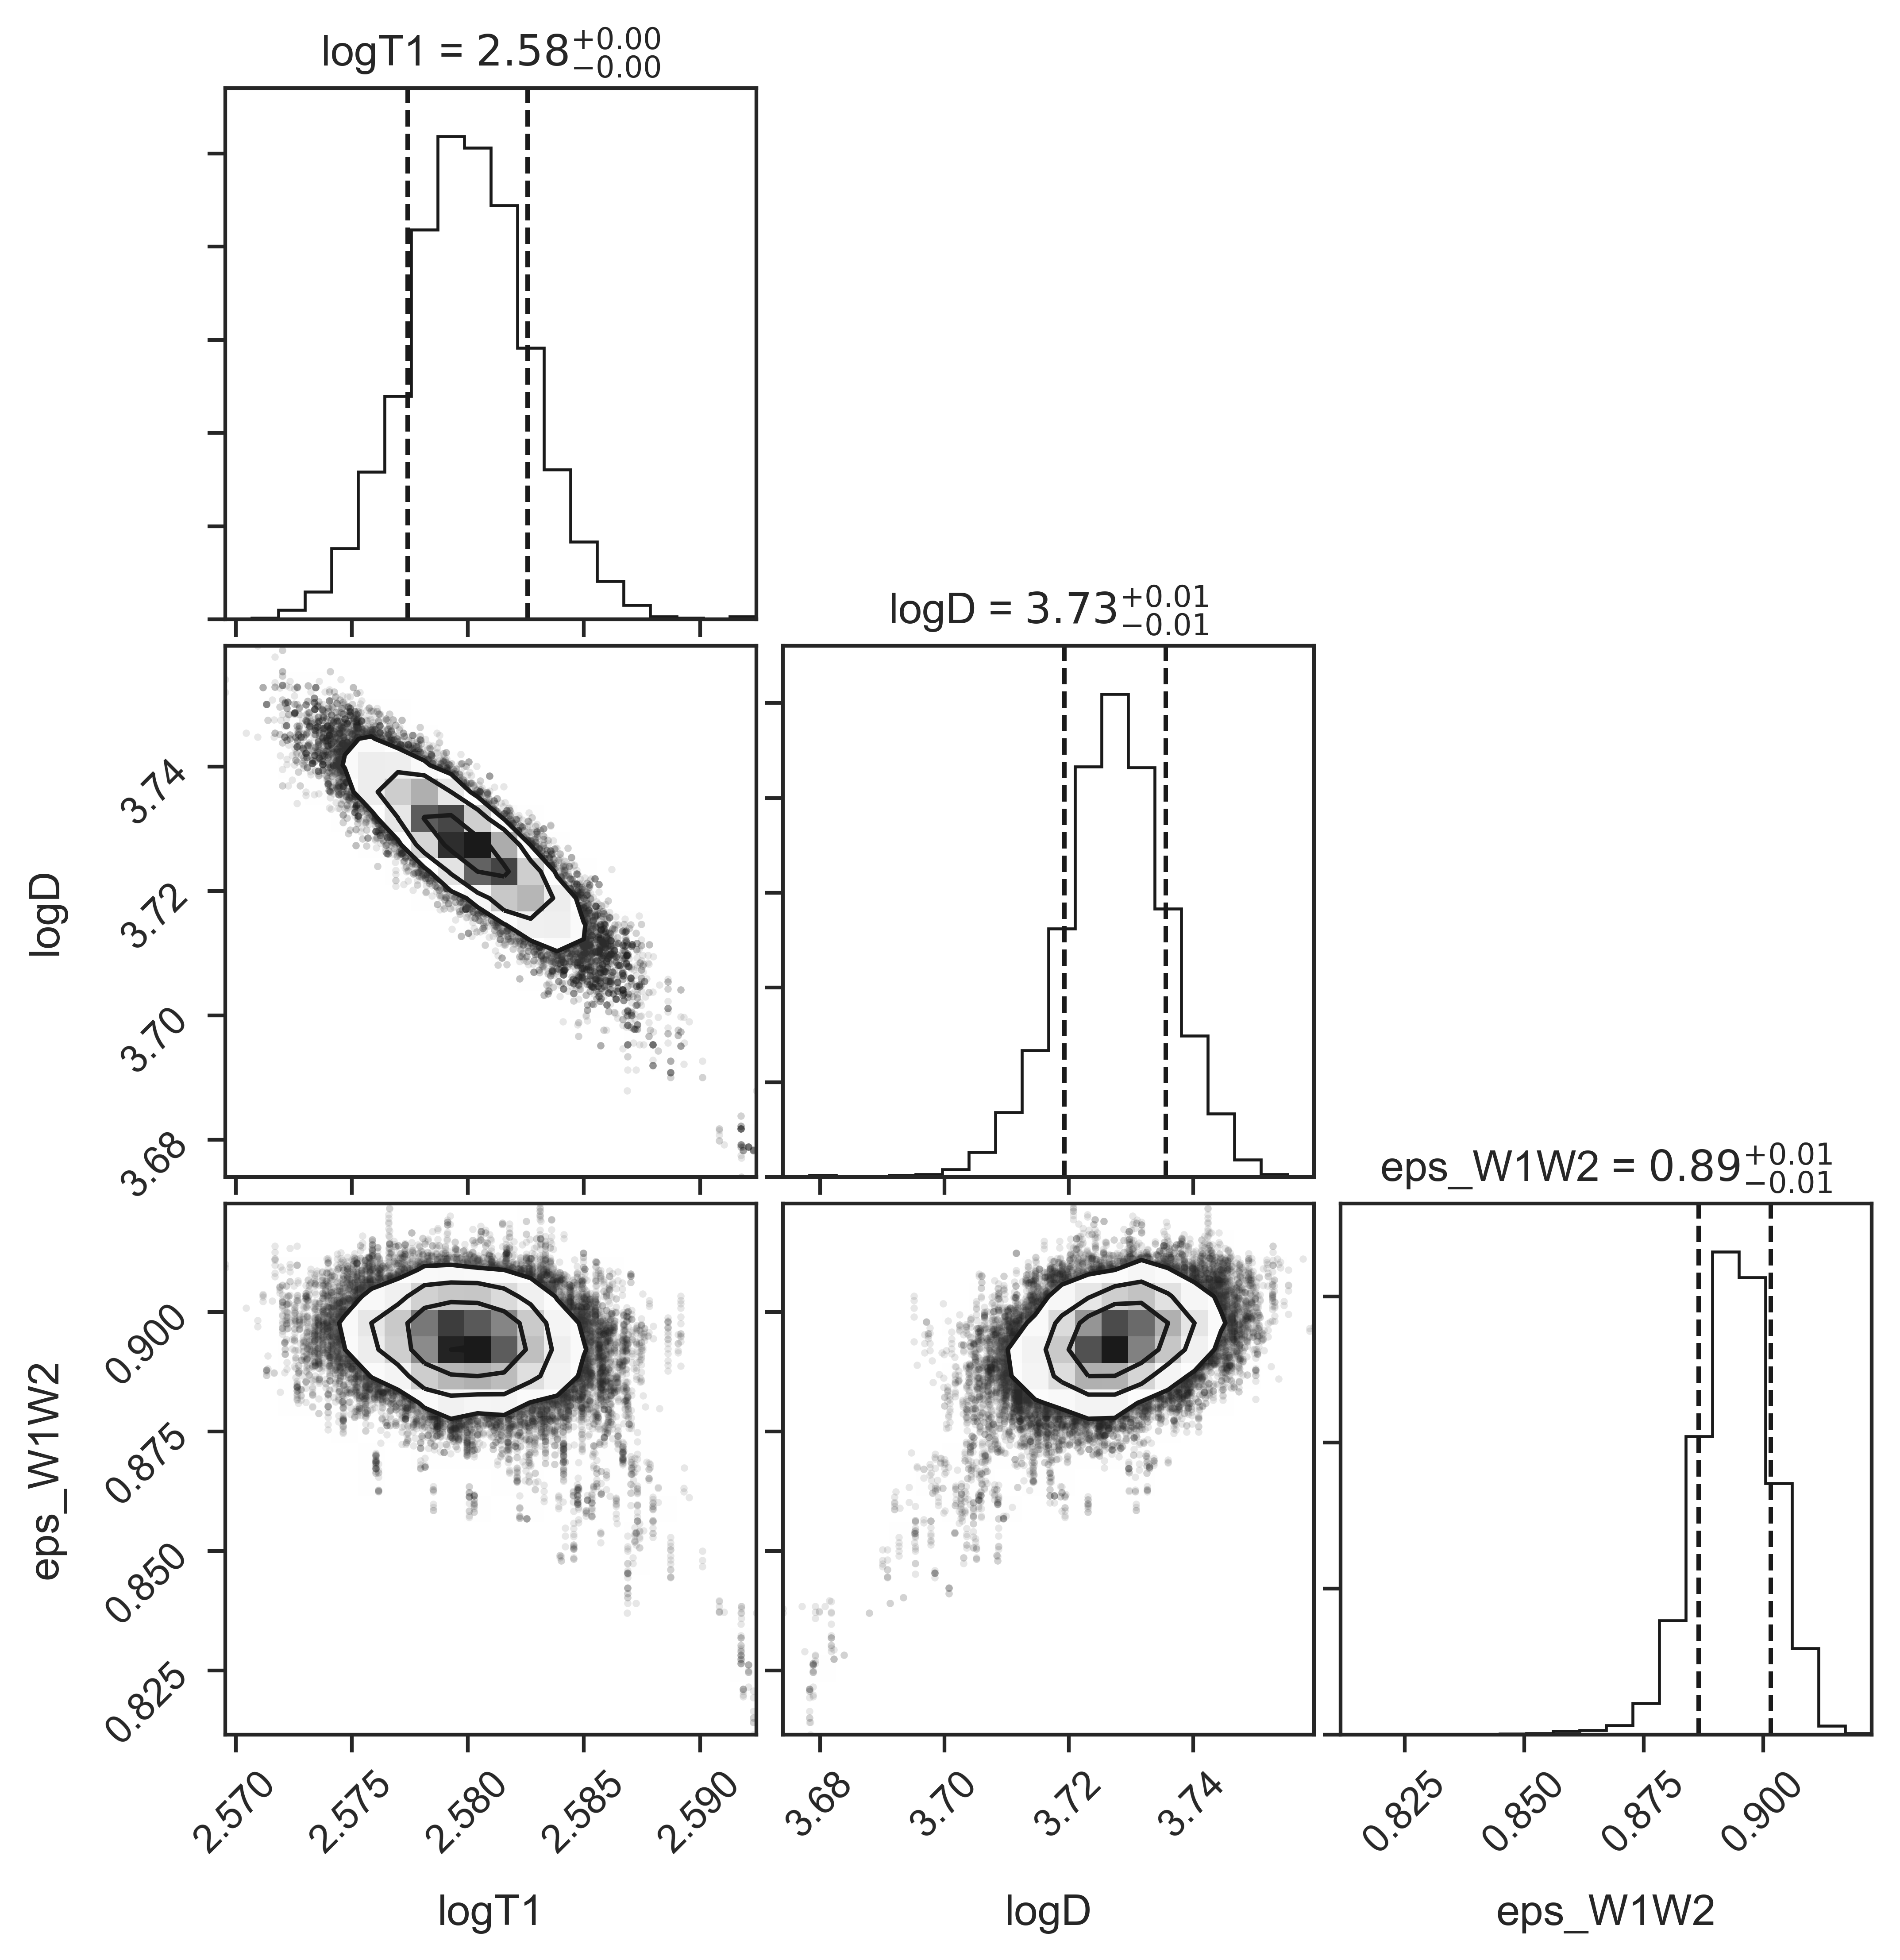 logT1 = 2.58 +0.00 −0.00
logD = 3.73 +0.01 −0.01
3.74
3.72
3.70
3.68
logD
eps_W1W2 = 0.89 +0.01 −0.01
0.900
0.875
0.850
0.825
eps_W1W2
2.570 2.575 2.580 2.585 2.590 3.68 3.70 3.72 3.74 0.825 0.850 0.875 0.900
logT1 logD eps_W1W2